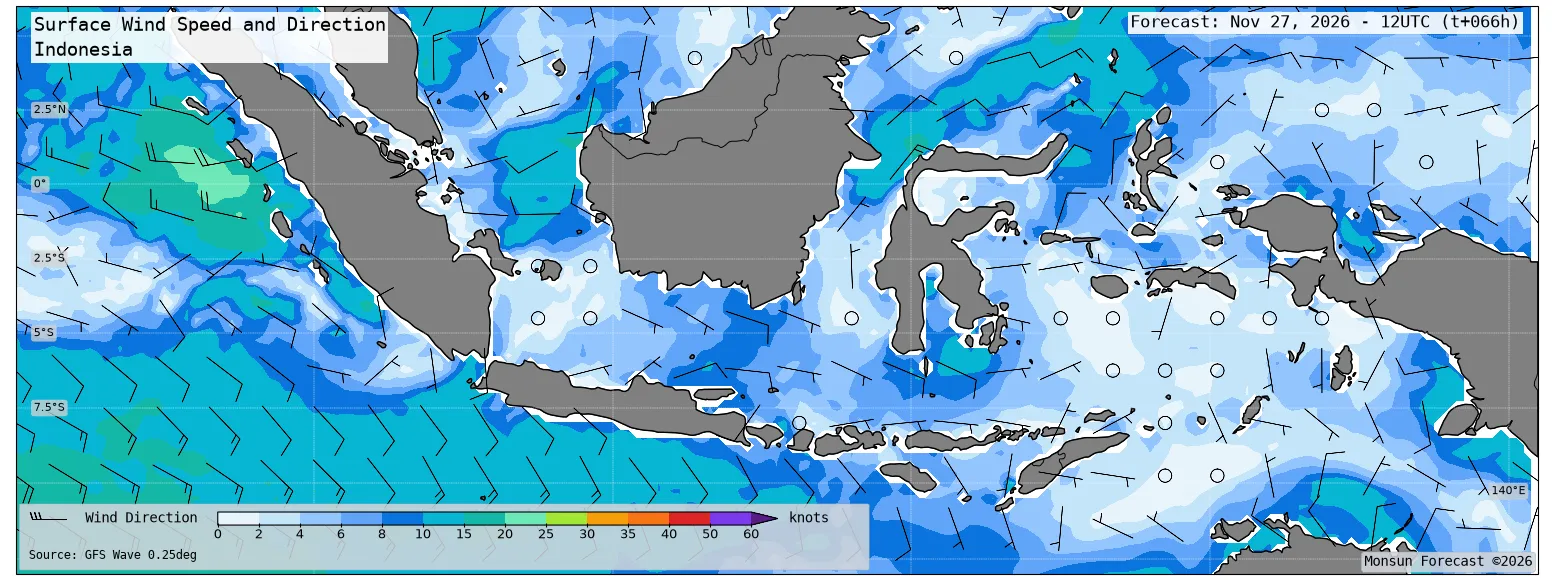 Surface Wind Speed and Direction
Indonesia
Forecast: Nov 27, 2026 - 12UTC (t+066h)
2.5°N
0°
2.5°S
5°S
7.5°S
140°E
Wind Direction
0 2 4 6 8 10 15 20 25 30 35 40 50 60
knots
Source: GFS Wave 0.25deg
Monsun Forecast ©2026